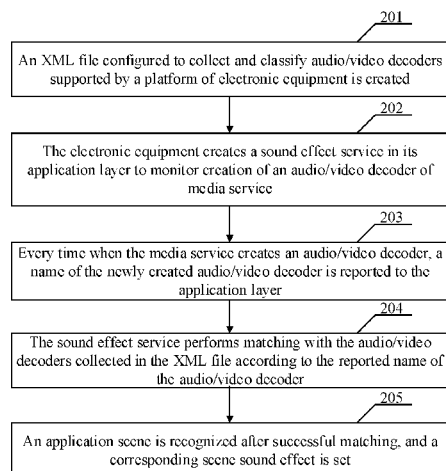 201
An XML file configured to collect and classify audio/video decoders
supported by a platform of electronic equipment is created
202
The electronic equipment creates a sound effect service in its
application layer to monitor creation of an audio/video decoder of
media service
203
Every time when the media service creates an audio/video decoder, a
name of the newly created audio/video decoder is reported to the
application layer
204
The sound effect service performs matching with the audio/video
decoders collected in the XML file according to the reported name of
the audio/video decoder
205
An application scene is recognized after successful matching, and a
corresponding scene sound effect is set